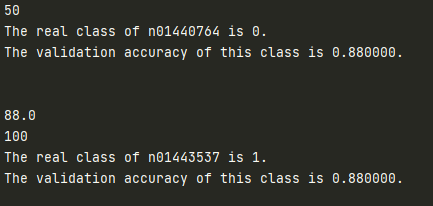 50
The real class of n01440764 is 0.
The validation accuracy of this class is 0.880000.
88.0
100
The real class of n01443537 is 1.
The validation accuracy of this class is 0.880000.